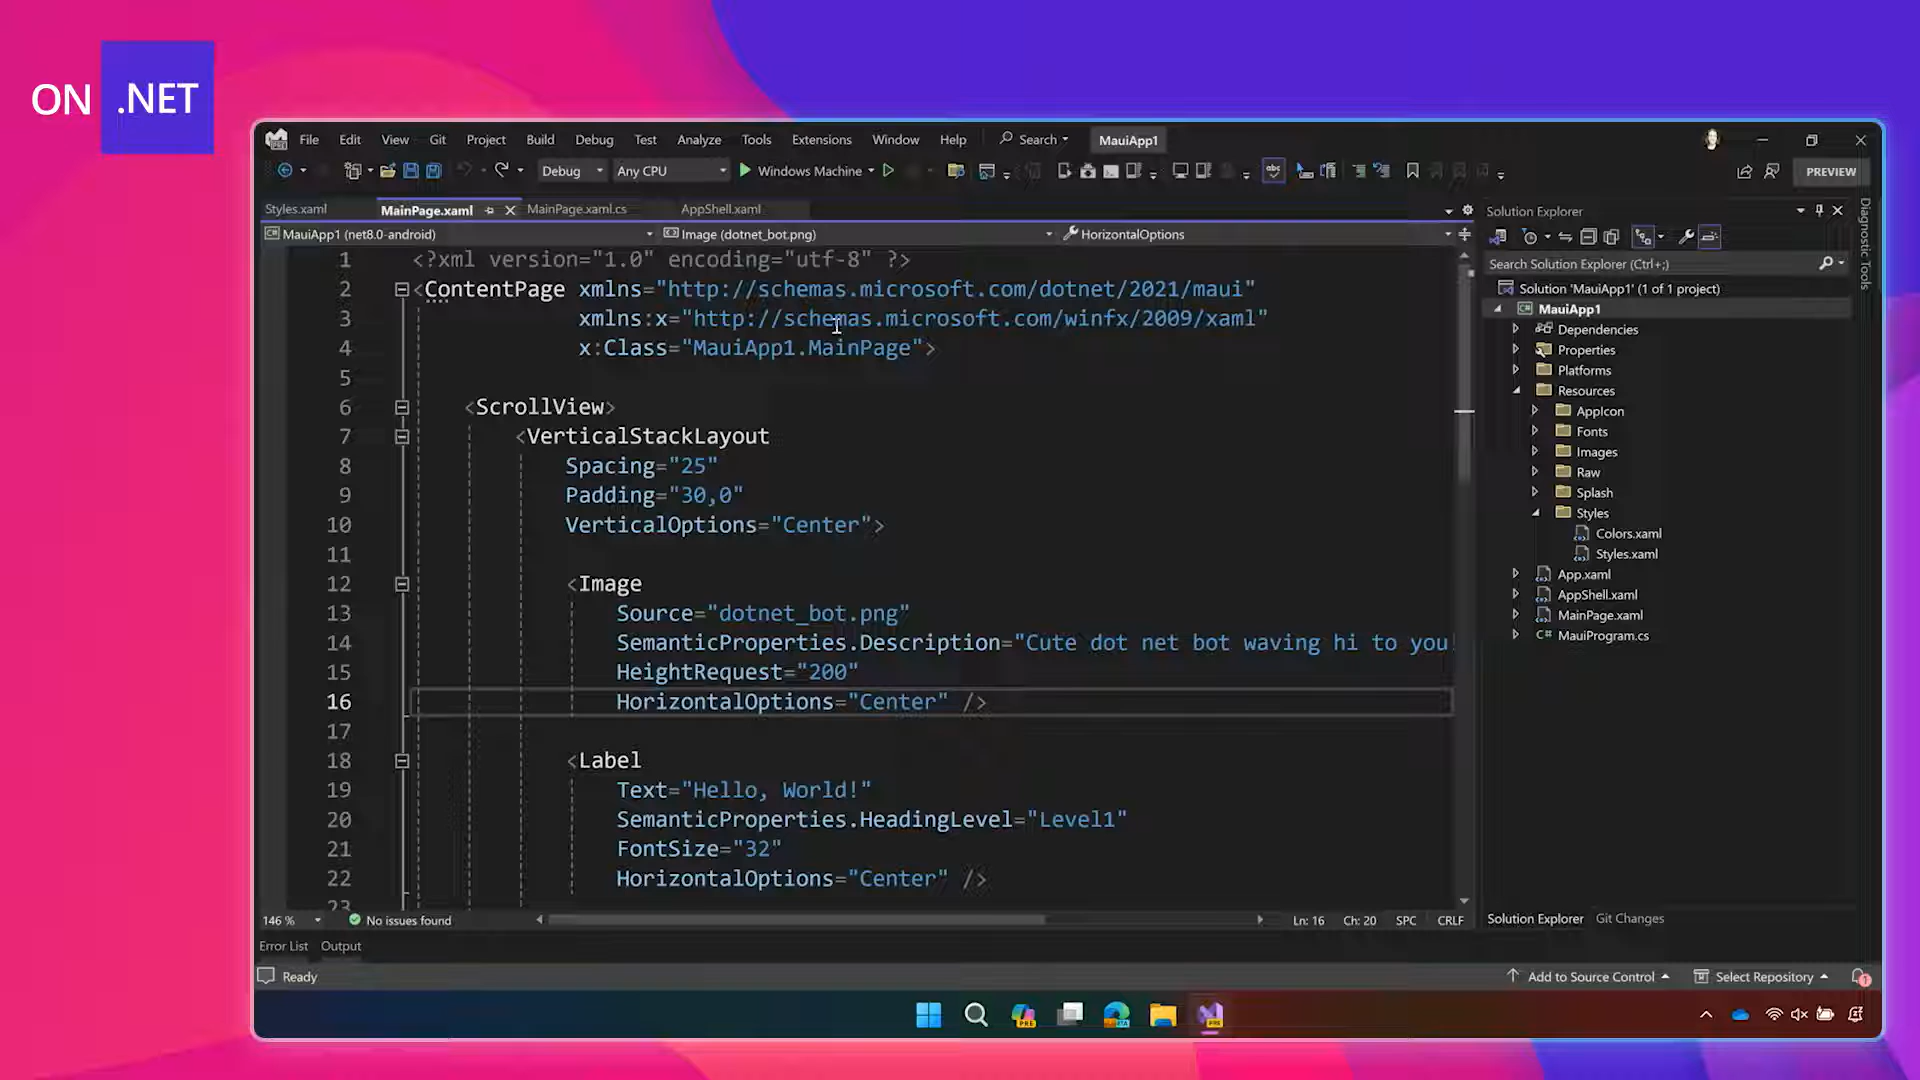 ON .NET
File Edit View Git Project Build Debug Test Analyze Tools Extensions Window Help Search MauiApp1
Debug Any CPU Windows Machine PREVIEW
Styles.xaml MainPage.xaml MainPage.xaml.cs AppShell.xaml
MauiApp1 (net8.0-android) Image (dotnet_bot.png) HorizontalOptions
1 <?xml version="1.0" encoding="utf-8" ?>
2 <ContentPage xmlns="http://schemas.microsoft.com/dotnet/2021/maui"
3 xmlns:x="http://schemas.microsoft.com/winfx/2009/xaml"
4 x:Class="MauiApp1.MainPage">
5
6 <ScrollView>
7 <VerticalStackLayout
8 Spacing="25"
9 Padding="30,0"
10 VerticalOptions="Center">
11
12 <Image
13 Source="dotnet_bot.png"
14 SemanticProperties.Description="Cute dot net bot waving hi to you!
15 HeightRequest="200"
16 HorizontalOptions="Center" />
17
18 <Label
19 Text="Hello, World!"
20 SemanticProperties.HeadingLevel="Level1"
21 FontSize="32"
22 HorizontalOptions="Center" />
23
146 % No issues found Ln: 16 Ch: 20 SPC CRLF
Error List Output
Ready
Solution Explorer
Search Solution Explorer (Ctrl+;)
Solution 'MauiApp1' (1 of 1 project)
MauiApp1
Dependencies
Properties
Platforms
Resources
AppIcon
Fonts
Images
Raw
Splash
Styles
Colors.xaml
Styles.xaml
App.xaml
AppShell.xaml
MainPage.xaml
C# MauiProgram.cs
Solution Explorer Git Changes
Diagnostic Tools
Add to Source Control Select Repository 1
PRE PRE